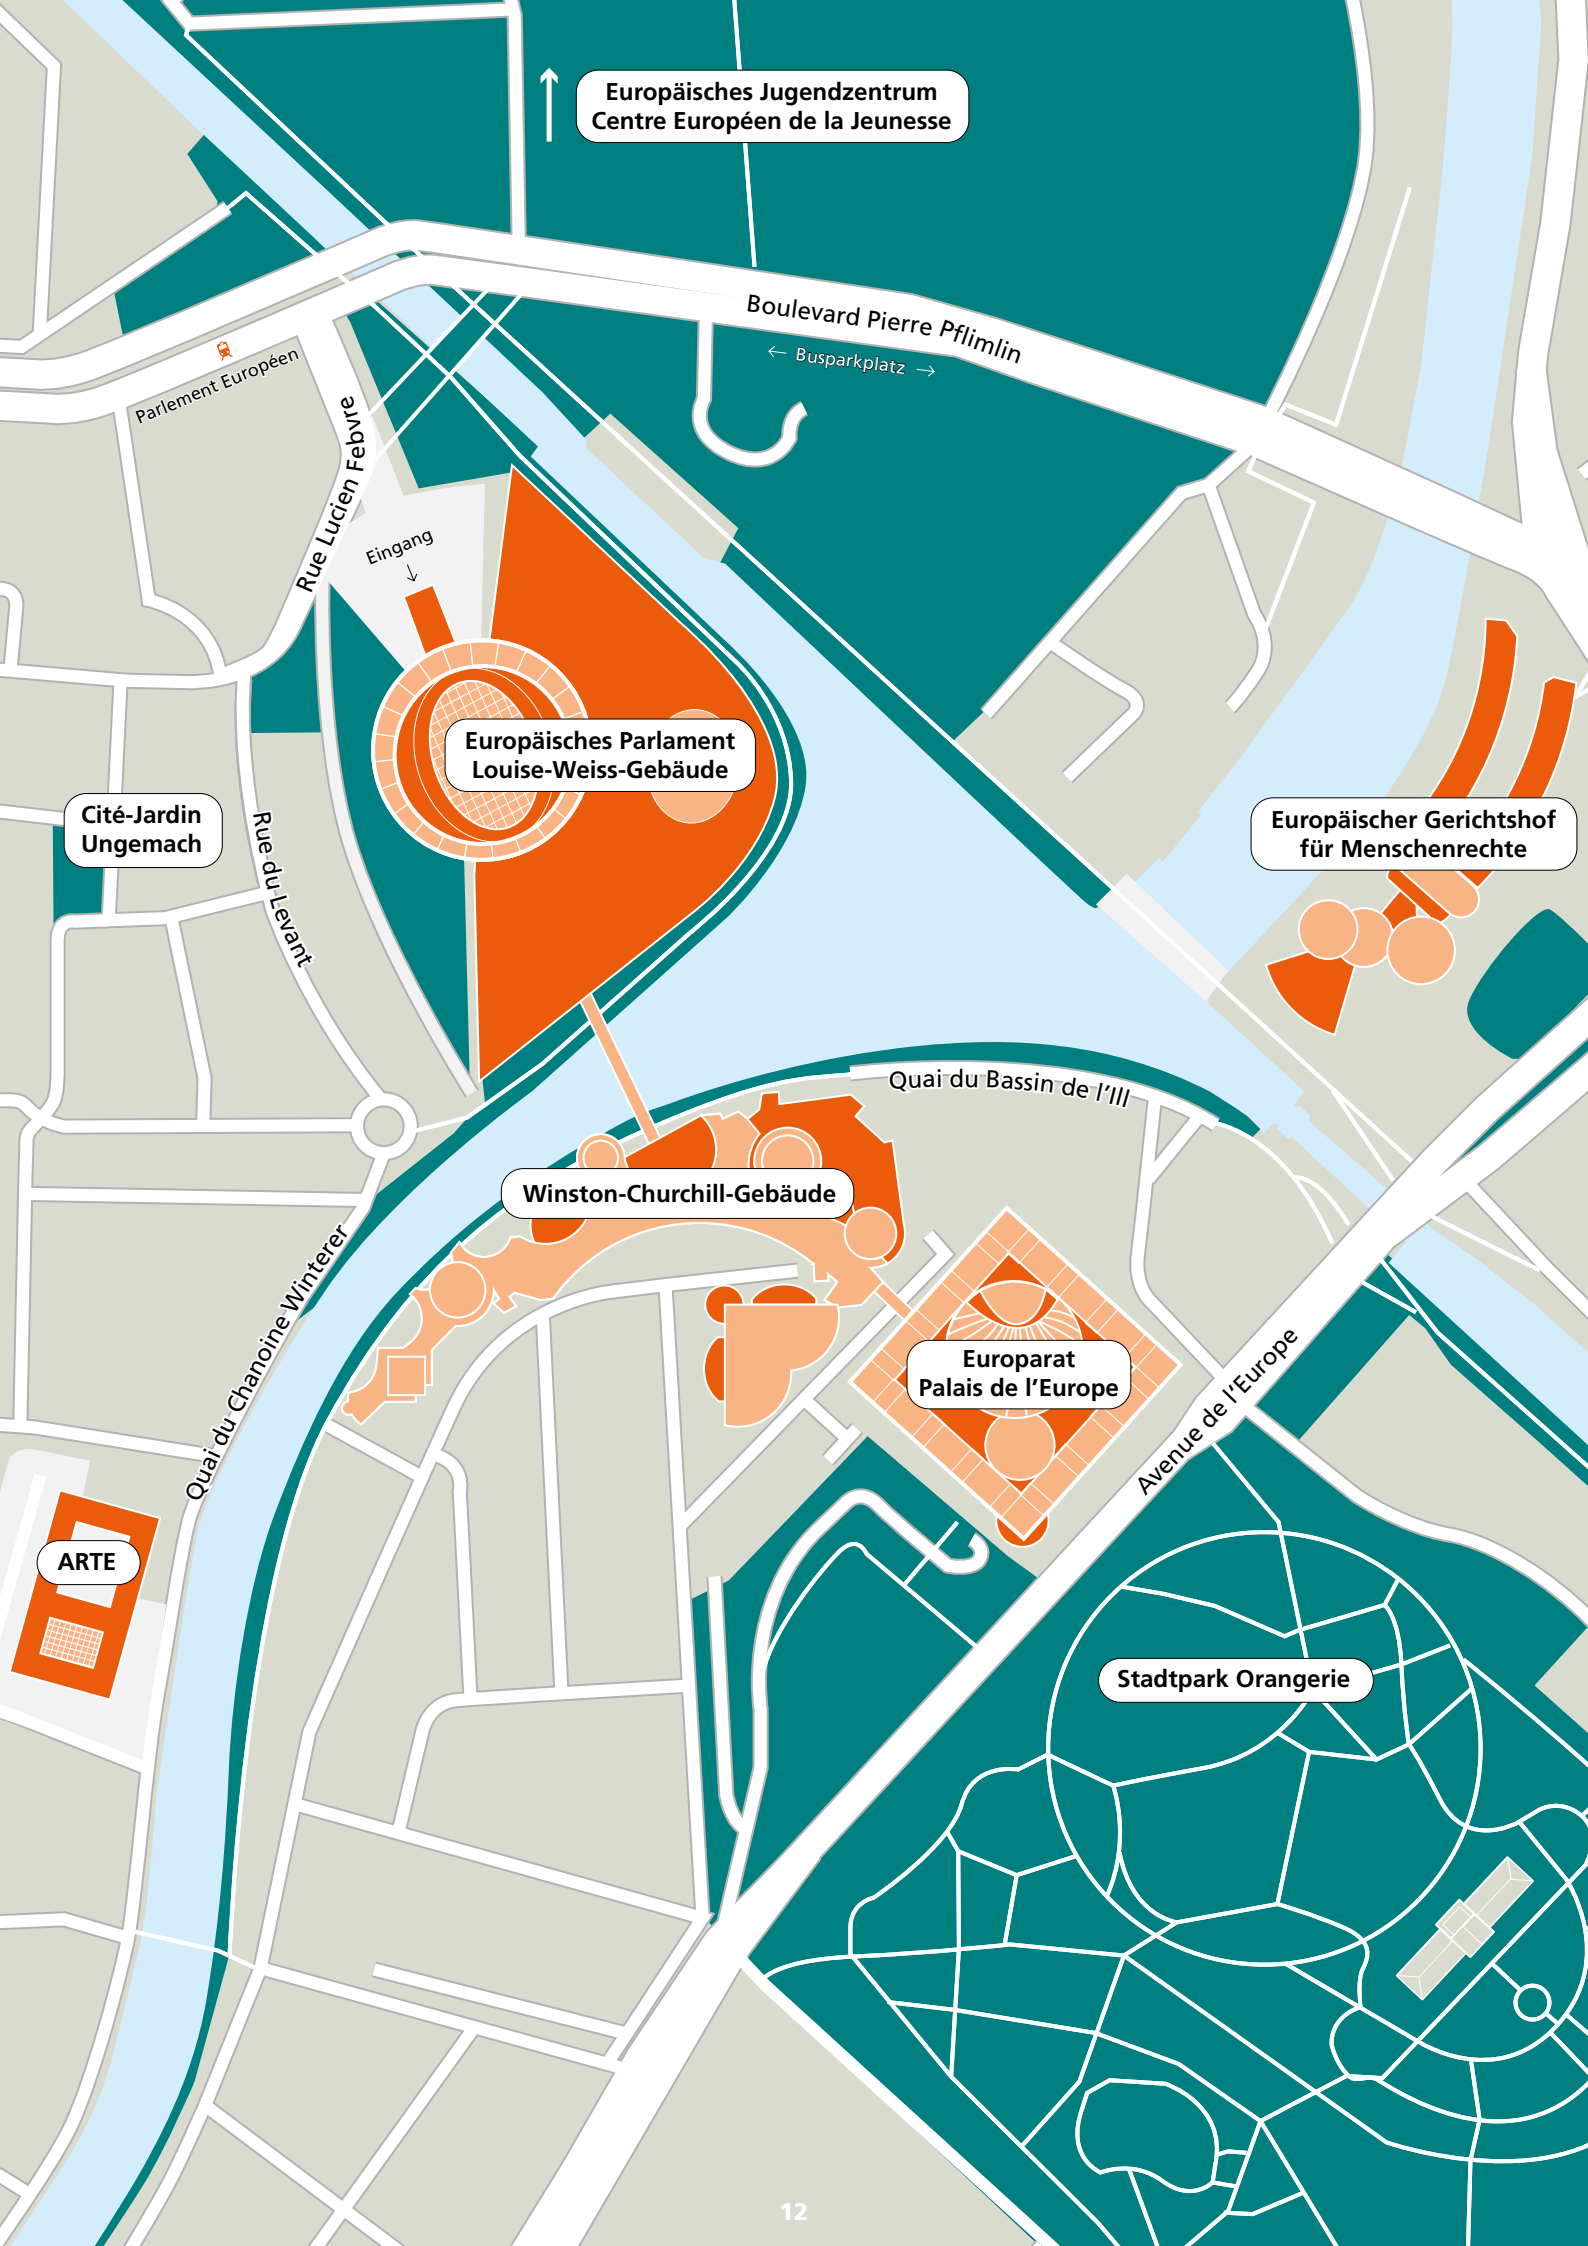 Europäisches Jugendzentrum
Centre Européen de la Jeunesse
Boulevard Pierre Pflimlin
← Busparkplatz →
Parlement Européen
Rue Lucien Febvre
Eingang
Europäisches Parlament
Louise-Weiss-Gebäude
Cité-Jardin
Ungemach
Rue du Levant
Europäischer Gerichtshof
für Menschenrechte
Quai du Bassin de l’Ill
Winston-Churchill-Gebäude
Quai du Chanoine Winterer
Europarat
Palais de l’Europe
Avenue de l’Europe
ARTE
Stadtpark Orangerie
12